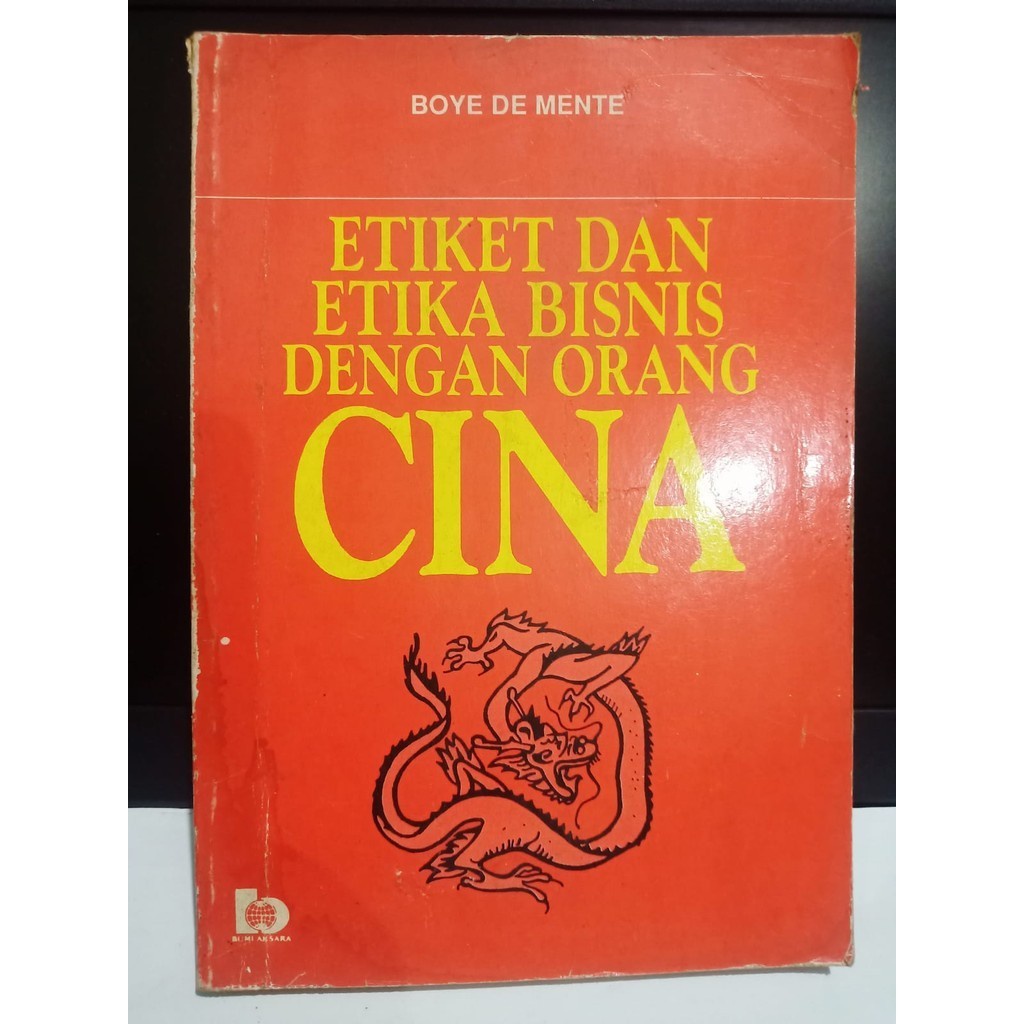 BOYE DE MENTE
ETIKET DAN
ETIKA BISNIS
DENGAN ORANG
CINA
BUMI AKSARA